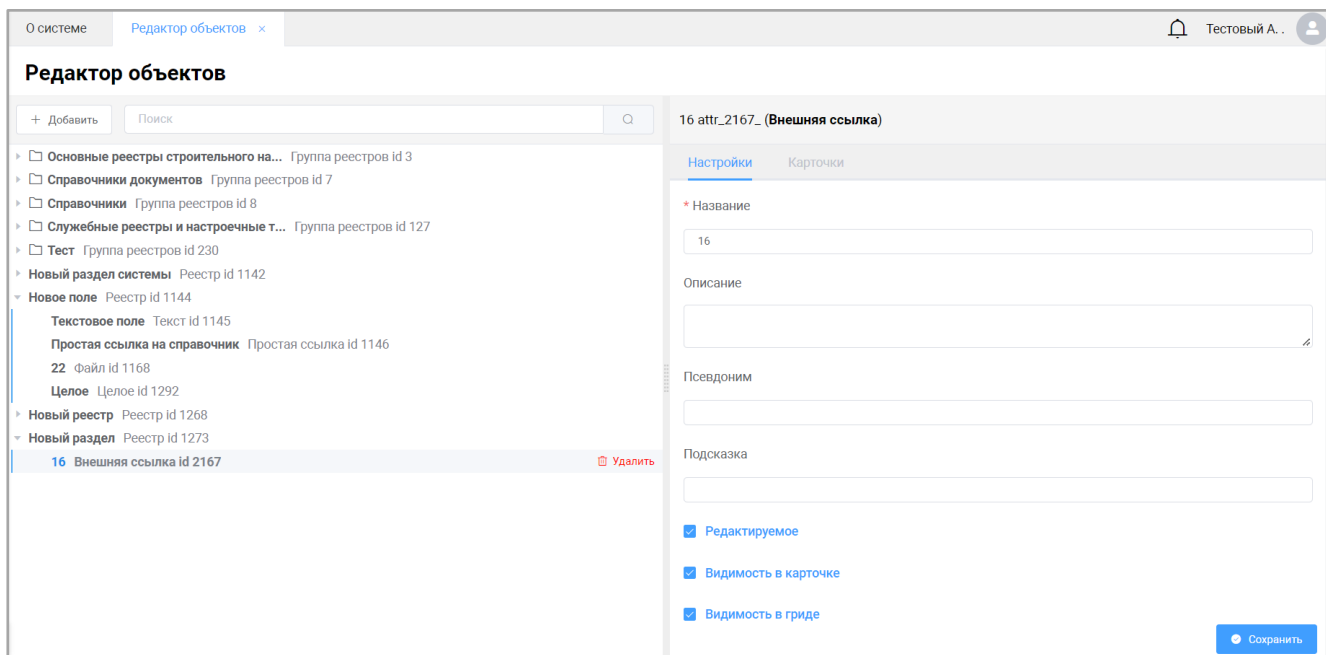 О системе Редактор объектов × Тестовый А. .
Редактор объектов
+ Добавить Поиск
16 attr_2167_ (Внешняя ссылка)
Основные реестры строительного на... Группа реестров id 3
Справочники документов Группа реестров id 7
Справочники Группа реестров id 8
Служебные реестры и настроечные т... Группа реестров id 127
Тест Группа реестров id 230
Новый раздел системы Реестр id 1142
Новое поле Реестр id 1144
Текстовое поле Текст id 1145
Простая ссылка на справочник Простая ссылка id 1146
22 Файл id 1168
Целое Целое id 1292
Новый реестр Реестр id 1268
Новый раздел Реестр id 1273
16 Внешняя ссылка id 2167 Удалить
Настройки Карточки
* Название
16
Описание
Псевдоним
Подсказка
Редактируемое
Видимость в карточке
Видимость в гриде
Сохранить